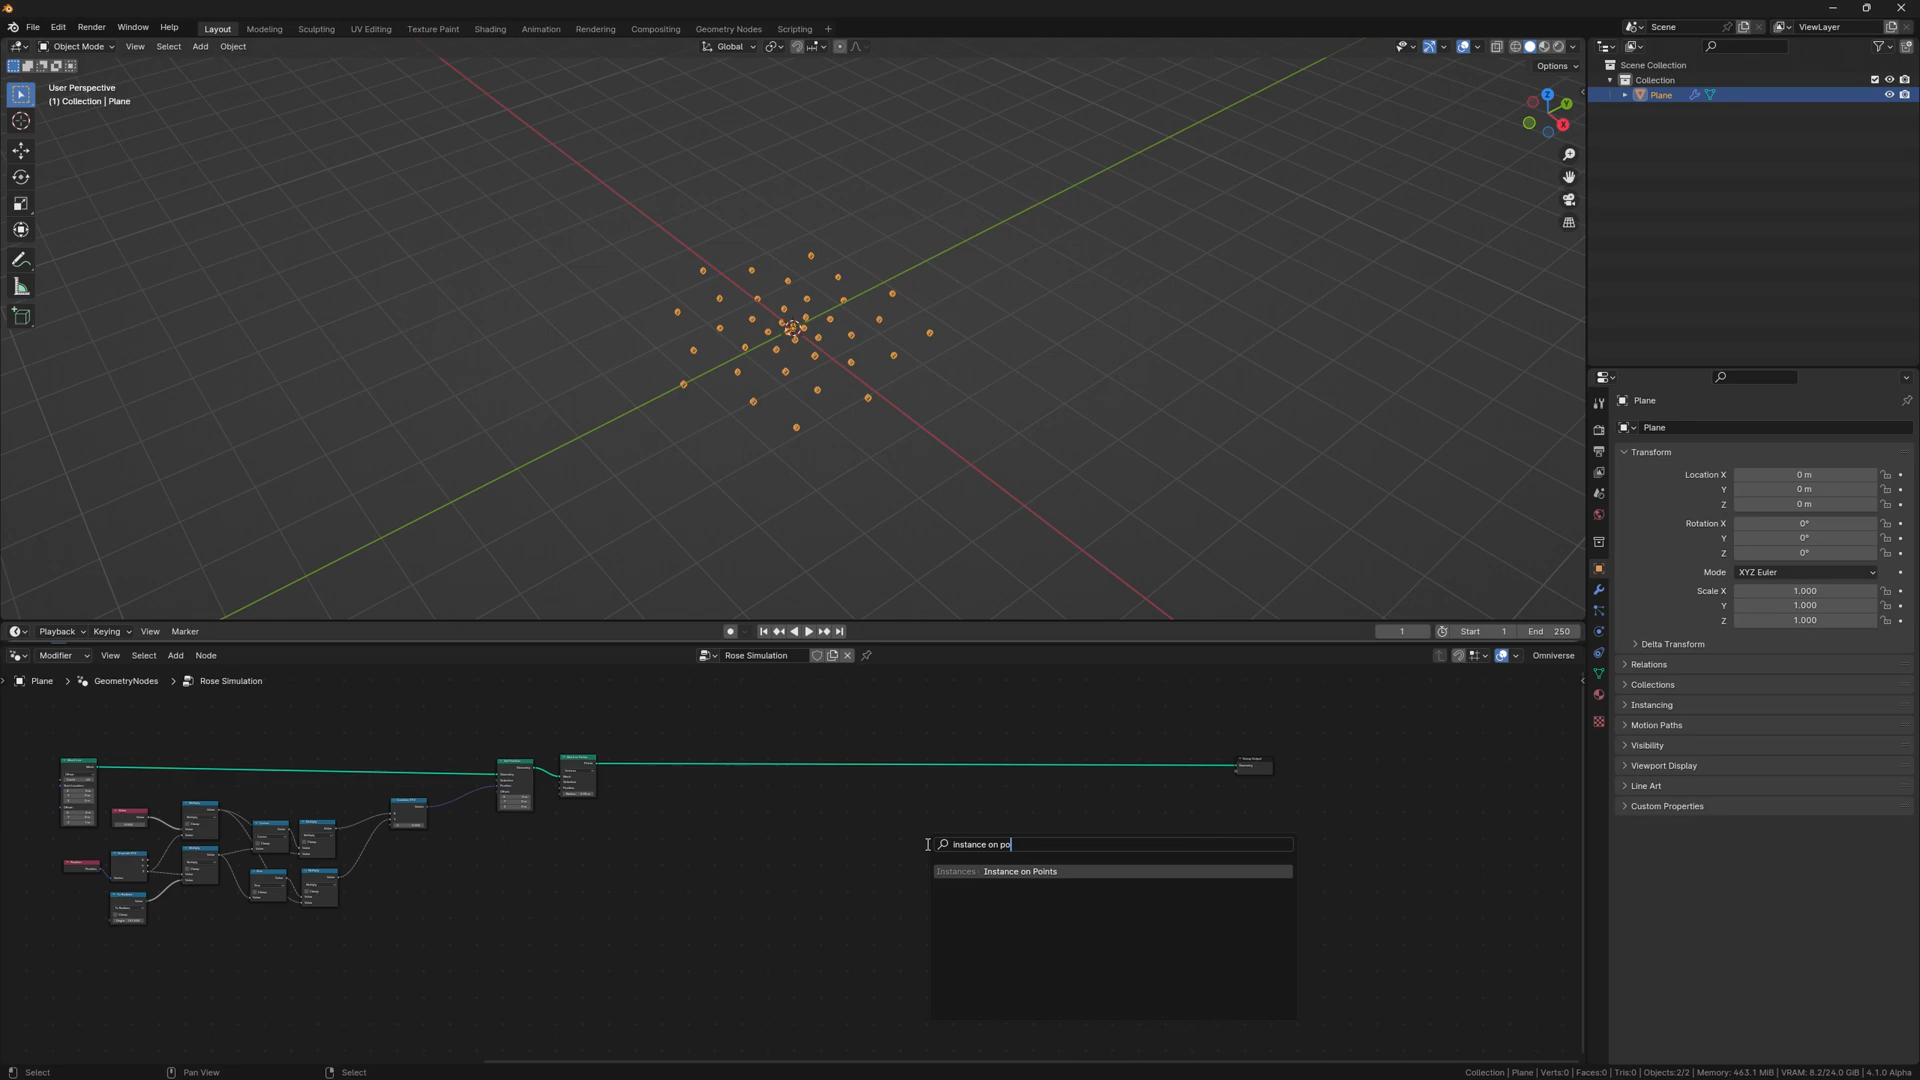 File Edit Render Window Help Layout Modeling Sculpting UV Editing Texture Paint Shading Animation Rendering Compositing Geometry Nodes Scripting + Scene ViewLayer
Object Mode View Select Add Object Global
Options
User Perspective
(1) Collection | Plane
Z
Y
X
Scene Collection
Collection
Plane
Plane
Plane
Transform
Location X 0 m
Y 0 m
Z 0 m
Rotation X 0°
Y 0°
Z 0°
Mode XYZ Euler
Scale X 1.000
Y 1.000
Z 1.000
Delta Transform
Relations
Collections
Instancing
Motion Paths
Visibility
Viewport Display
Line Art
Custom Properties
Playback Keying View Marker 1 Start 1 End 250
Modifier View Select Add Node Rose Simulation Omniverse
Plane > GeometryNodes > Rose Simulation
instance on po
Instances Instance on Points
Select Pan View Select Collection | Plane | Verts:0 | Faces:0 | Tris:0 | Objects:2/2 | Memory: 463.1 MiB | VRAM: 8.2/24.0 GiB | 4.1.0 Alpha